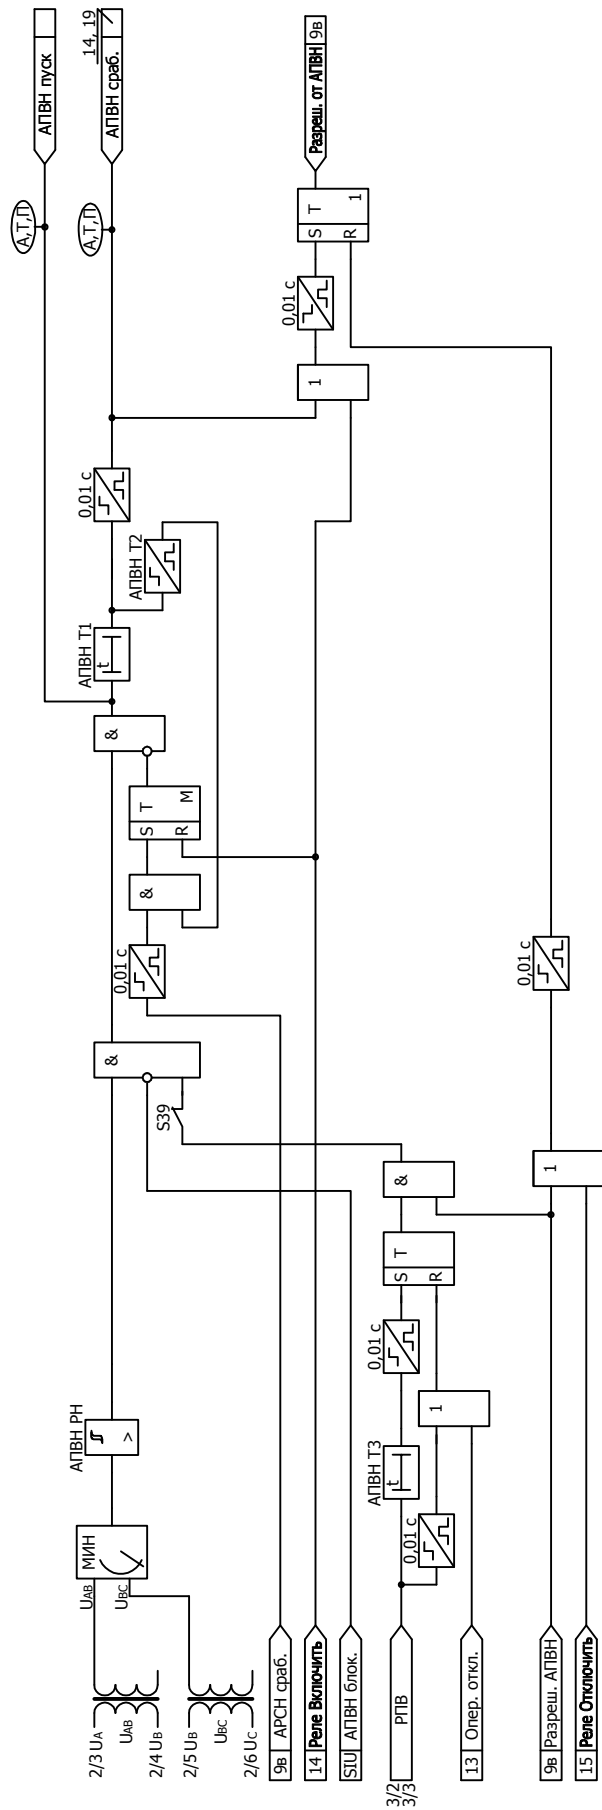 2/3 UA
UAB
2/4 UB
2/5 UB
UBC
2/6 UC
UAB
UBC
МИН
АПВН РН
>
9в АРСН сраб.
14 Реле Включить
SIU АПВН блок.
3/2
3/3
РПВ
13 Опер. откл.
9в Разреш. АПВН
15 Реле Отключить
0,01 с
АПВН Т3
t
1
0,01 с
S T
R
&
1
S39
&
0,01 с
0,01 с
&
S T
R M
&
АПВН Т1
t
АПВН Т2
0,01 с
1
0,01 с
S T
R 1
А,Т,П
А,Т,П
АПВН пуск
14, 19
АПВН сраб.
Разреш. от АПВН 9в